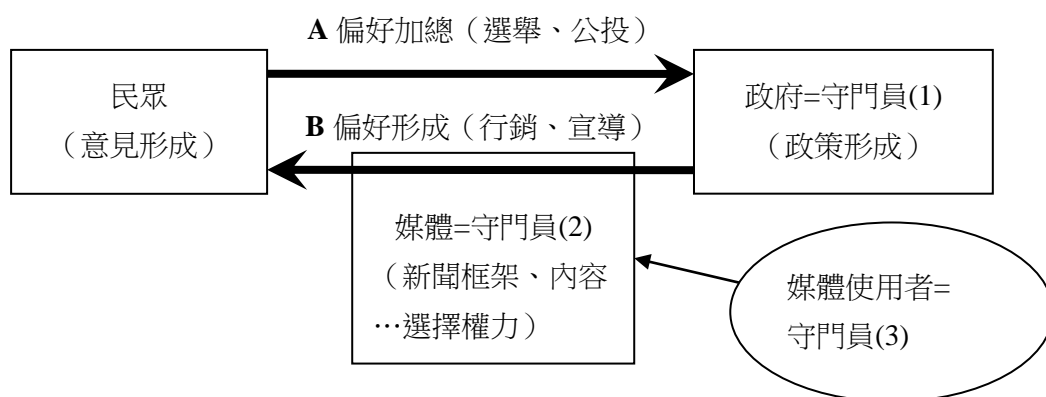 A 偏好加總（選舉、公投）
民眾
（意見形成）
政府=守門員(1)
（政策形成）
B 偏好形成（行銷、宣導）
媒體=守門員(2)
（新聞框架、內容
…選擇權力）
媒體使用者=
守門員(3)